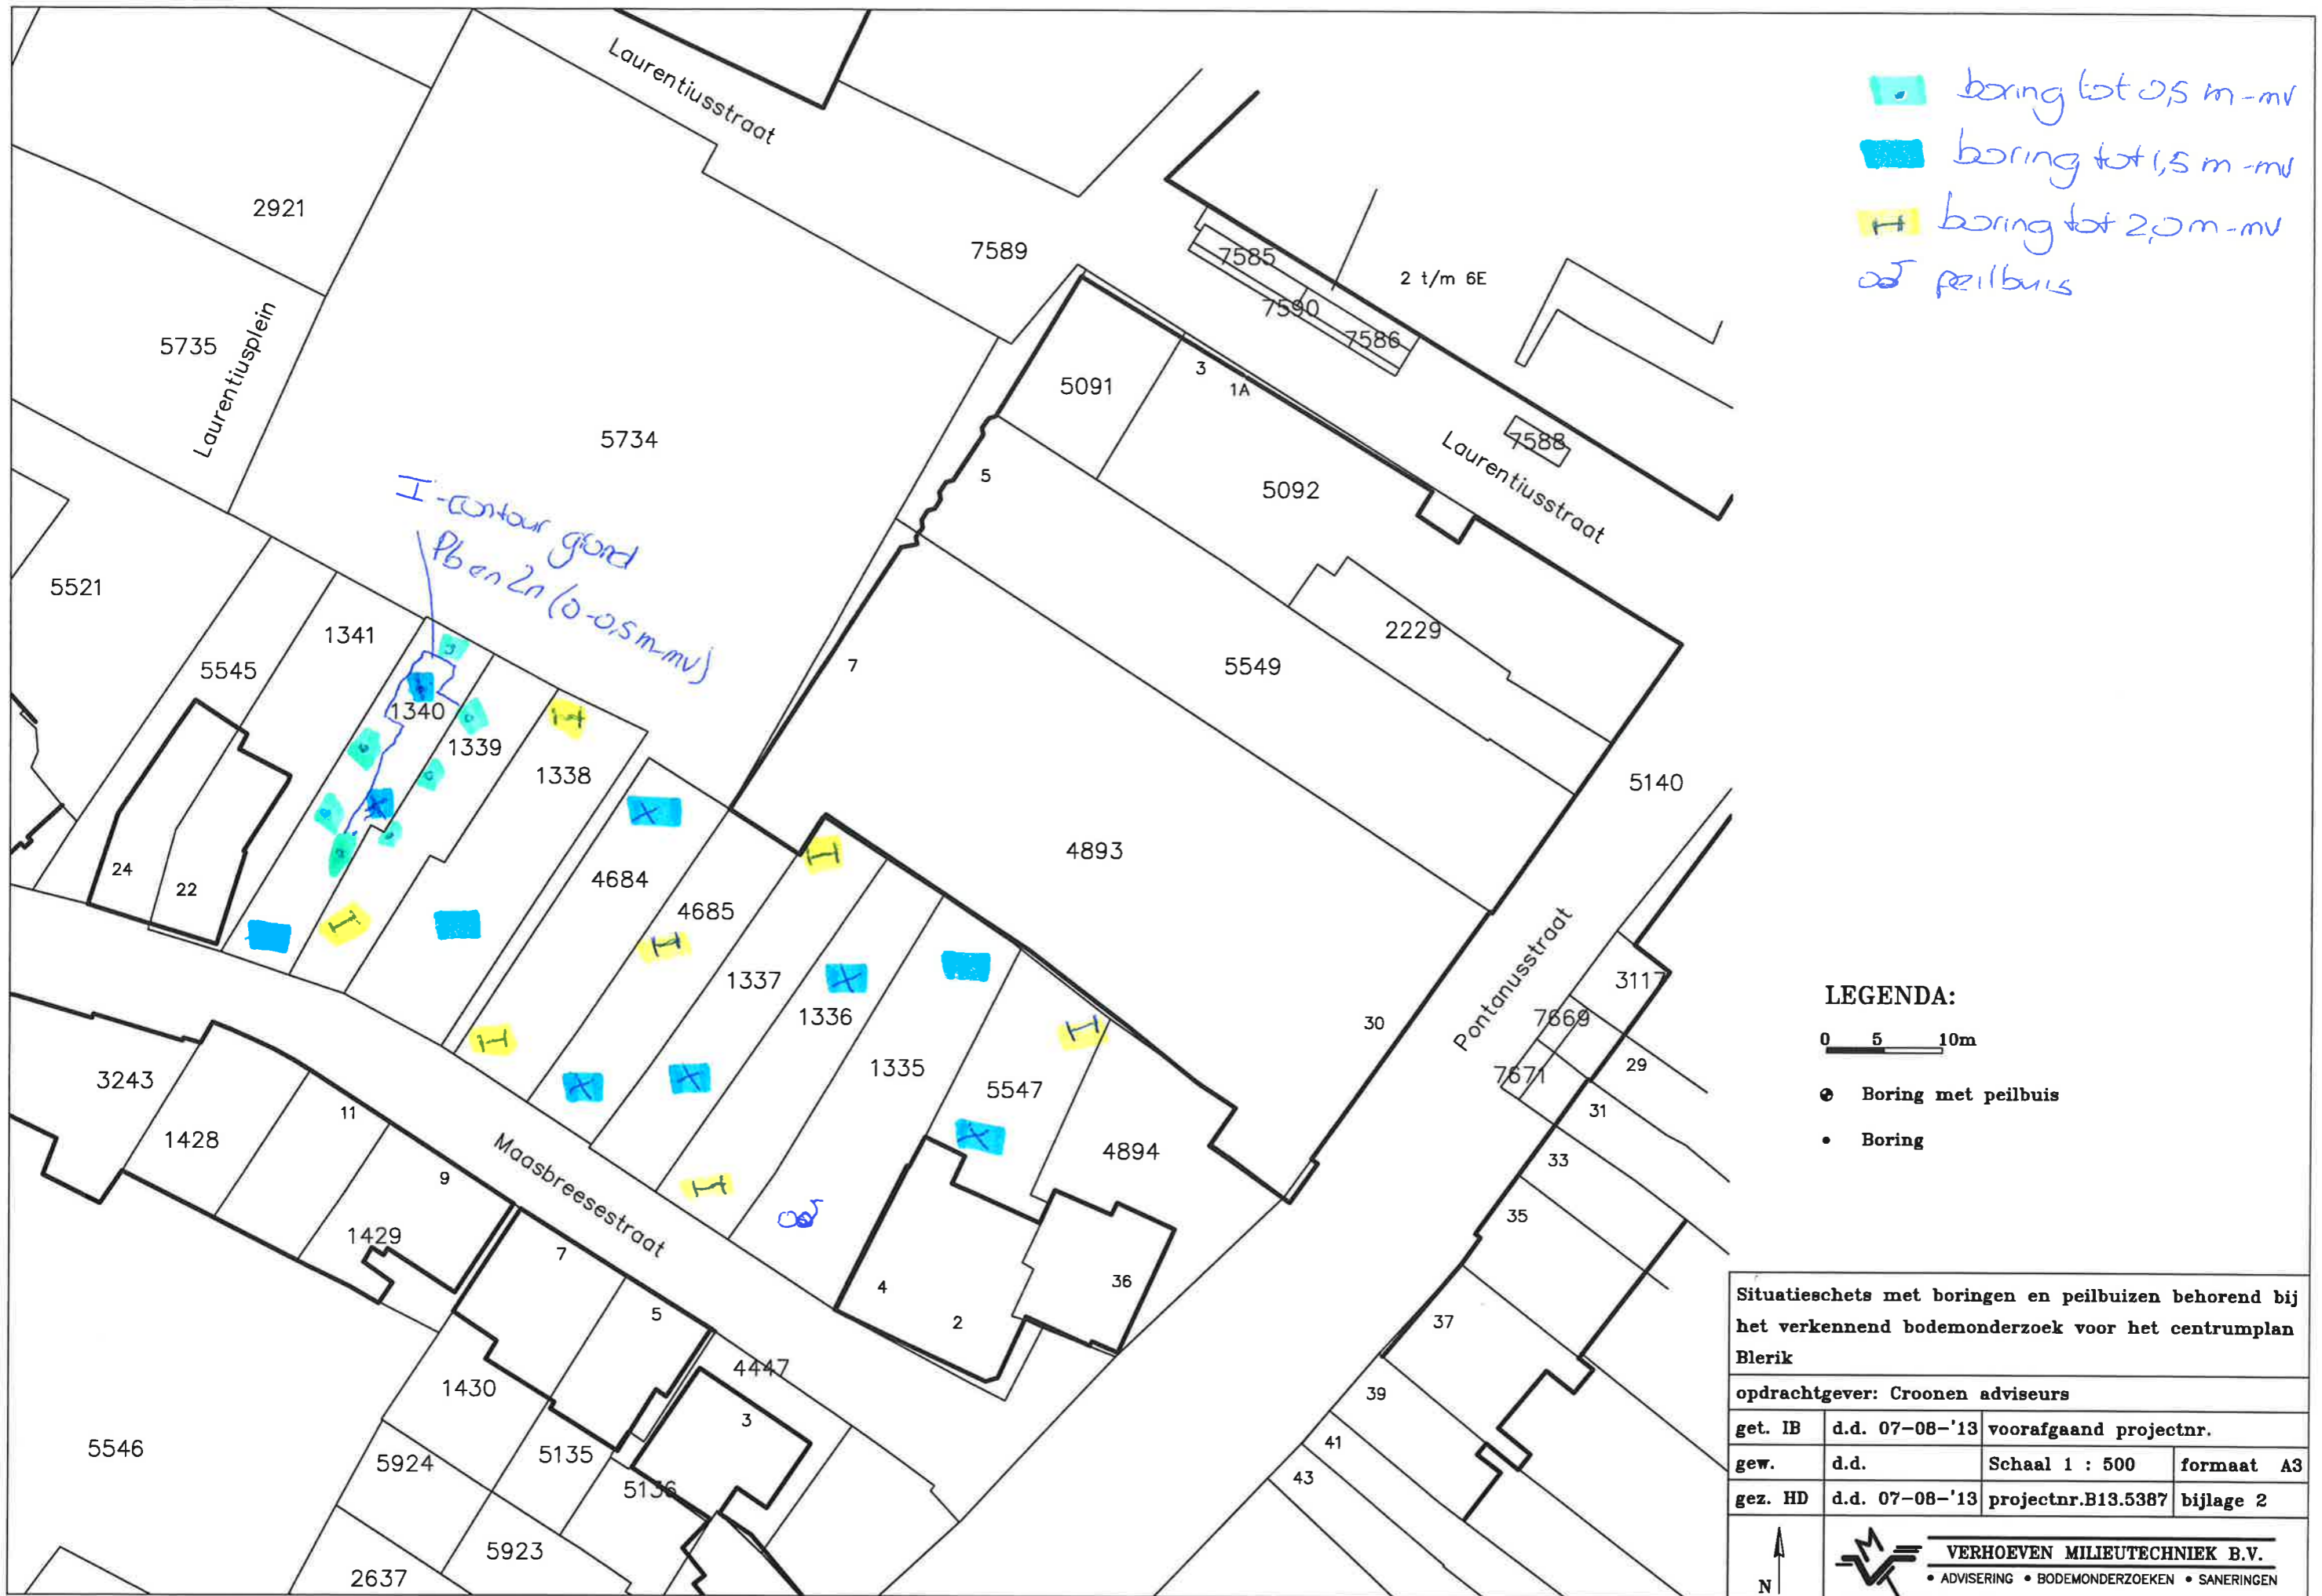 boring tot 0,5 m-mv
boring tot 1,5 m-mv
boring tot 2,0 m-mv
peilbuis
Laurentiusstraat
2921
7589
7585
7590
7586
2 t/m 6E
5735
Laurentiusplein
5734
5091
3
1A
7588
Laurentiusstraat
5
5092
I-contour grond
Pb en Zn (0-0,5 m-mv)
5521
1341
5545
7
5549
2229
1340
1339
1338
5140
4893
24
22
4684
4685
1337
1336
1335
5547
4894
30
Pontanusstraat
3117
7669
7671
29
31
33
35
37
39
41
43
3243
1428
11
9
1429
Maasbreesestraat
7
5
4
2
36
4447
3
1430
5546
5924
5135
5136
5923
2637
LEGENDA:
0 5 10m
Boring met peilbuis
Boring
Situatieschets met boringen en peilbuizen behorend bij
het verkennend bodemonderzoek voor het centrumplan
Blerik
opdrachtgever: Croonen adviseurs
get. IB d.d. 07-08-'13 voorafgaand projectnr.
gew. d.d. Schaal 1 : 500 formaat A3
gez. HD d.d. 07-08-'13 projectnr.B13.5387 bijlage 2
N
VERHOEVEN MILIEUTECHNIEK B.V.
• ADVISERING • BODEMONDERZOEKEN • SANERINGEN